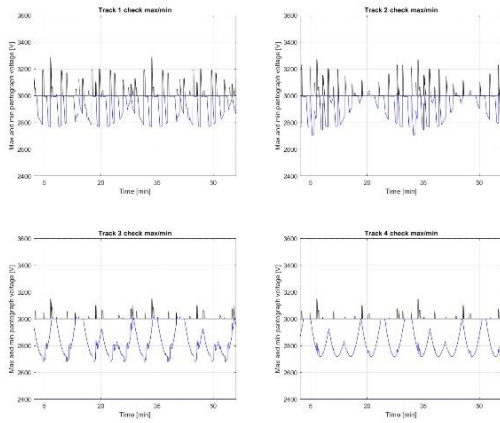 Track 1 check max/min
Max and min pantograph voltage [V]
3600
3400
3200
3000
2800
2600
2400
5 20 35 50
Time [min]
Track 2 check max/min
Max and min pantograph voltage [V]
3600
3400
3200
3000
2800
2600
2400
5 20 35 50
Time [min]
Track 3 check max/min
Max and min pantograph voltage [V]
3600
3400
3200
3000
2800
2600
2400
5 20 35 50
Time [min]
Track 4 check max/min
Max and min pantograph voltage [V]
3600
3400
3200
3000
2800
2600
2400
5 20 35 50
Time [min]